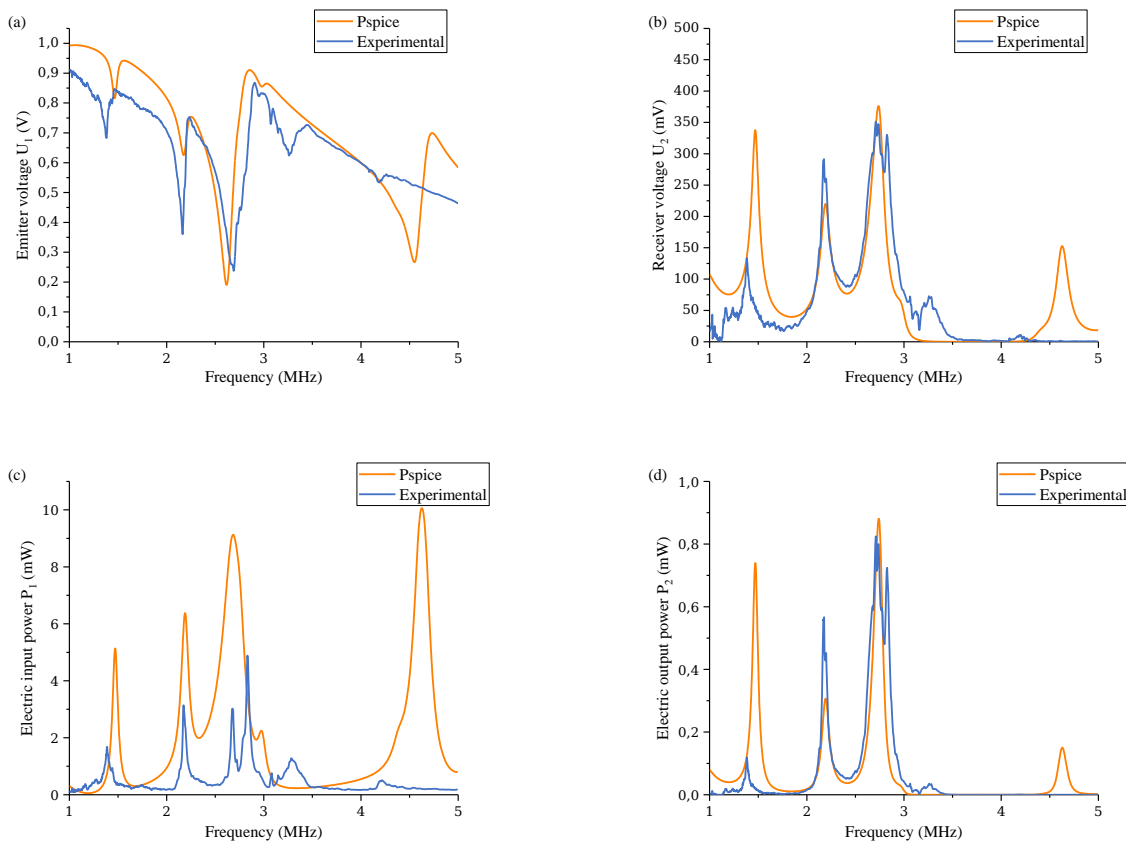 (a)
Pspice
Experimental
1,0
0,9
0,8
0,7
0,6
0,5
0,4
0,3
0,2
0,1
0,0
Emitter voltage U1 (V)
1 2 3 4 5
Frequency (MHz)
(b)
Pspice
Experimental
500
450
400
350
300
250
200
150
100
50
0
Receiver voltage U2 (mV)
1 2 3 4 5
Frequency (MHz)
(c)
Pspice
Experimental
10
8
6
4
2
0
Electric input power P1 (mW)
1 2 3 4 5
Frequency (MHz)
(d)
Pspice
Experimental
1,0
0,8
0,6
0,4
0,2
0,0
Electric output power P2 (mW)
1 2 3 4 5
Frequency (MHz)